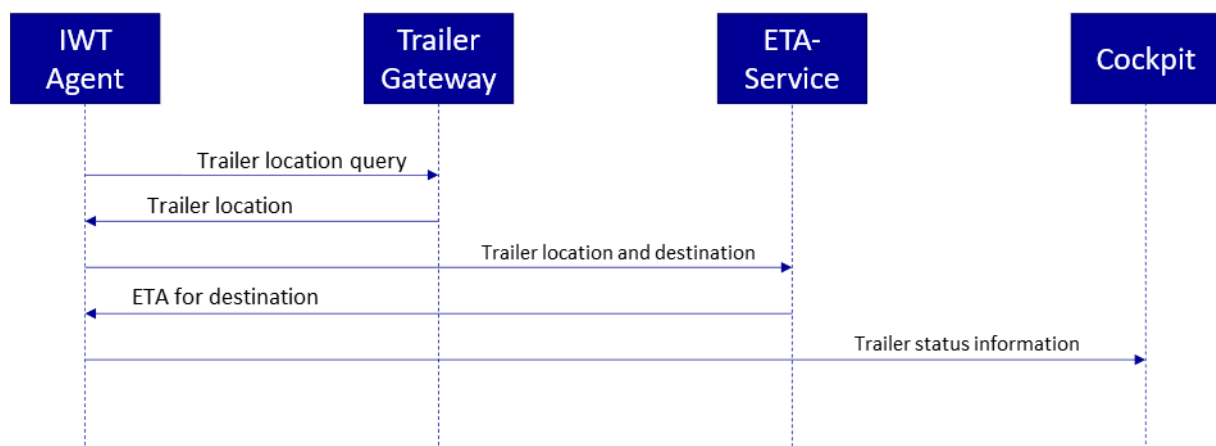 IWT
Agent
Trailer
Gateway
ETA-
Service
Cockpit
Trailer location query
Trailer location
Trailer location and destination
ETA for destination
Trailer status information